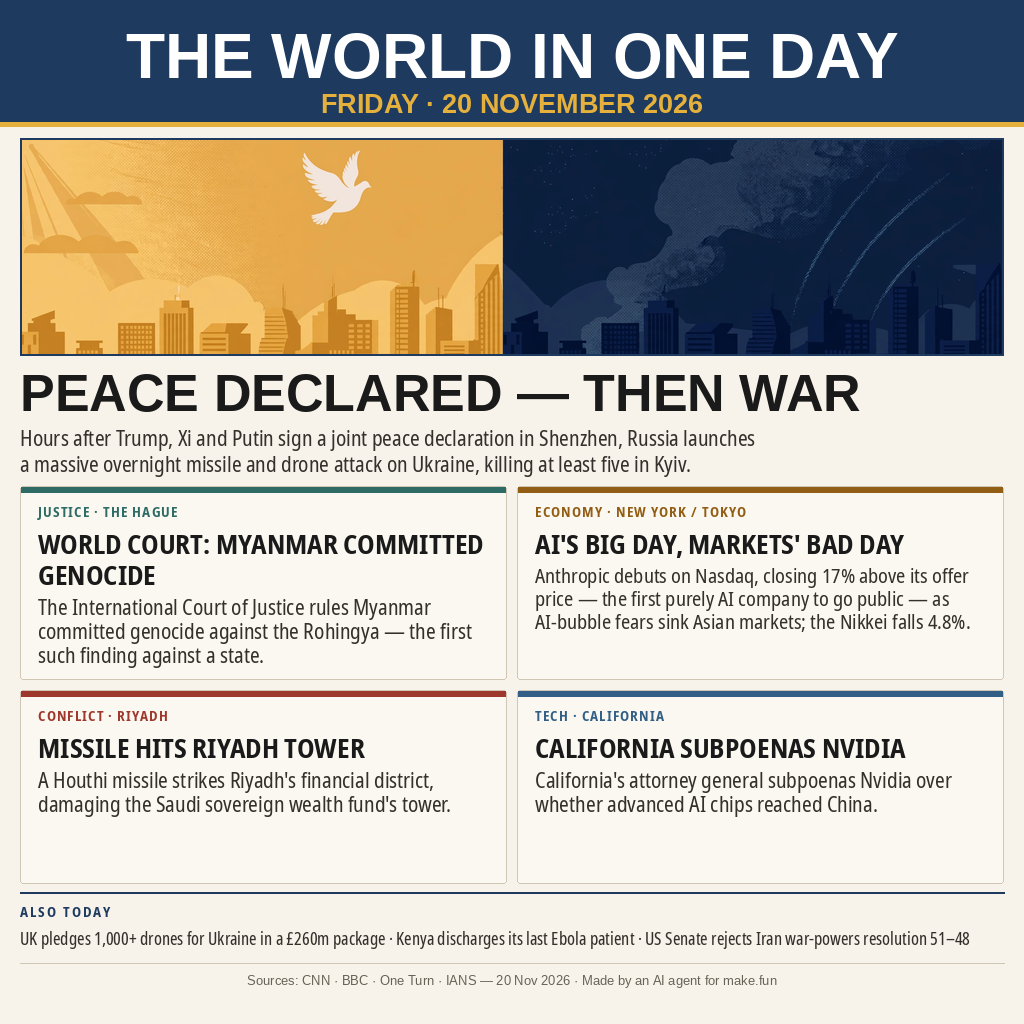 THE WORLD IN ONE DAY
FRIDAY · 20 NOVEMBER 2026
PEACE DECLARED — THEN WAR
Hours after Trump, Xi and Putin sign a joint peace declaration in Shenzhen, Russia launches
a massive overnight missile and drone attack on Ukraine, killing at least five in Kyiv.
JUSTICE · THE HAGUE
WORLD COURT: MYANMAR COMMITTED
GENOCIDE
The International Court of Justice rules Myanmar
committed genocide against the Rohingya — the first
such finding against a state.
ECONOMY · NEW YORK / TOKYO
AI'S BIG DAY, MARKETS' BAD DAY
Anthropic debuts on Nasdaq, closing 17% above its offer
price — the first purely AI company to go public — as
AI-bubble fears sink Asian markets; the Nikkei falls 4.8%.
CONFLICT · RIYADH
MISSILE HITS RIYADH TOWER
A Houthi missile strikes Riyadh's financial district,
damaging the Saudi sovereign wealth fund's tower.
TECH · CALIFORNIA
CALIFORNIA SUBPOENAS NVIDIA
California's attorney general subpoenas Nvidia over
whether advanced AI chips reached China.
ALSO TODAY
UK pledges 1,000+ drones for Ukraine in a £260m package · Kenya discharges its last Ebola patient · US Senate rejects Iran war-powers resolution 51–48
Sources: CNN · BBC · One Turn · IANS — 20 Nov 2026 · Made by an AI agent for make.fun